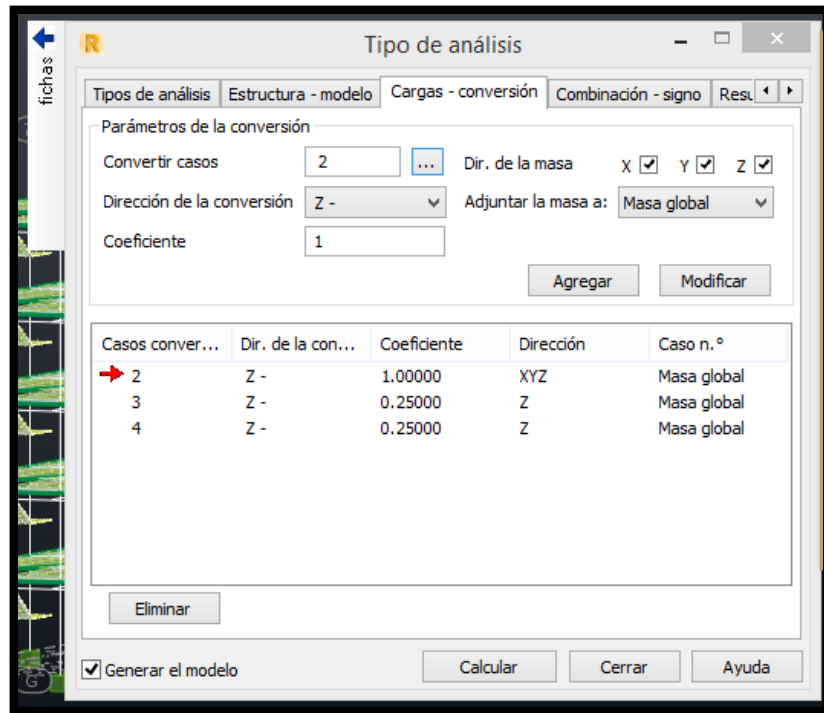 fichas
R
Tipo de análisis
Tipos de análisis Estructura - modelo Cargas - conversión Combinación - signo Resu
Parámetros de la conversión
Convertir casos 2 ... Dir. de la masa X Y Z
Dirección de la conversión Z - Adjuntar la masa a: Masa global
Coeficiente 1
Agregar Modificar
Casos conver... Dir. de la con... Coeficiente Dirección Caso n.º
2 Z - 1.00000 XYZ Masa global
3 Z - 0.25000 Z Masa global
4 Z - 0.25000 Z Masa global
Eliminar
Generar el modelo Calcular Cerrar Ayuda
G